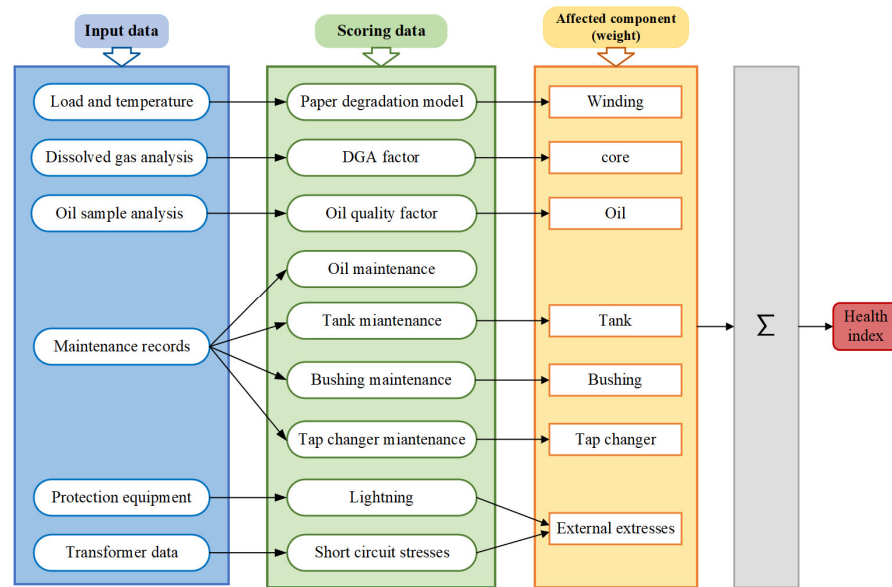 Input data
Scoring data
Affected component
(weight)
Load and temperature
Paper degradation model
Winding
Dissolved gas analysis
DGA factor
core
Oil sample analysis
Oil quality factor
Oil
Oil maintenance
Maintenance records
Tank miantenance
Tank
Bushing maintenance
Bushing
Tap changer miantenance
Tap changer
Σ
Health
index
Protection equipment
Lightning
External extresses
Transformer data
Short circuit stresses